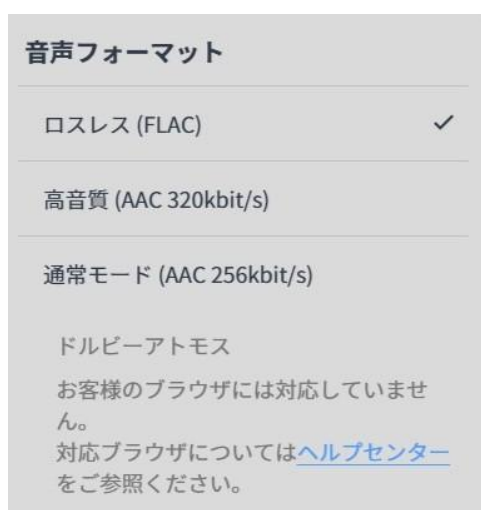 音声フォーマット
ロスレス (FLAC)
高音質 (AAC 320kbit/s)
通常モード (AAC 256kbit/s)
ドルビーアトモス
お客様のブラウザには対応していませ
ん。
対応ブラウザについてはヘルプセンター
をご参照ください。